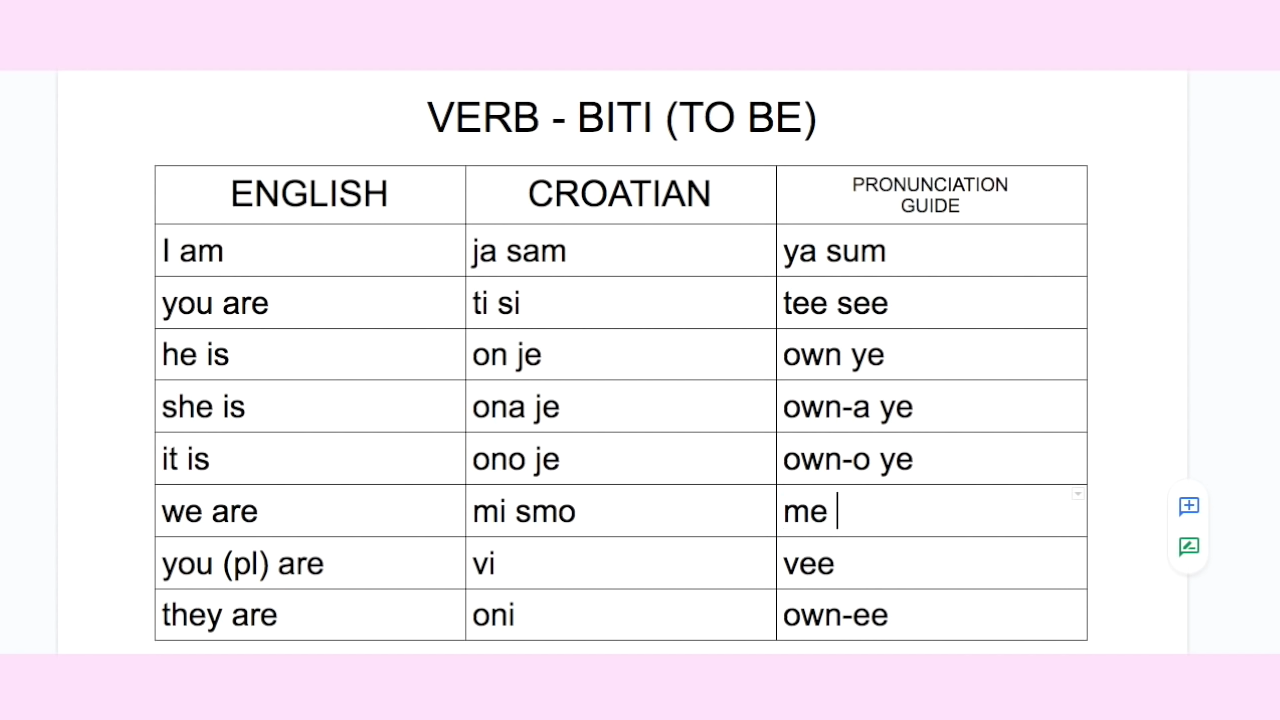 VERB - BITI (TO BE)
ENGLISH CROATIAN PRONUNCIATION GUIDE
I am ja sam ya sum
you are ti si tee see
he is on je own ye
she is ona je own-a ye
it is ono je own-o ye
we are mi smo me
you (pl) are vi vee
they are oni own-ee